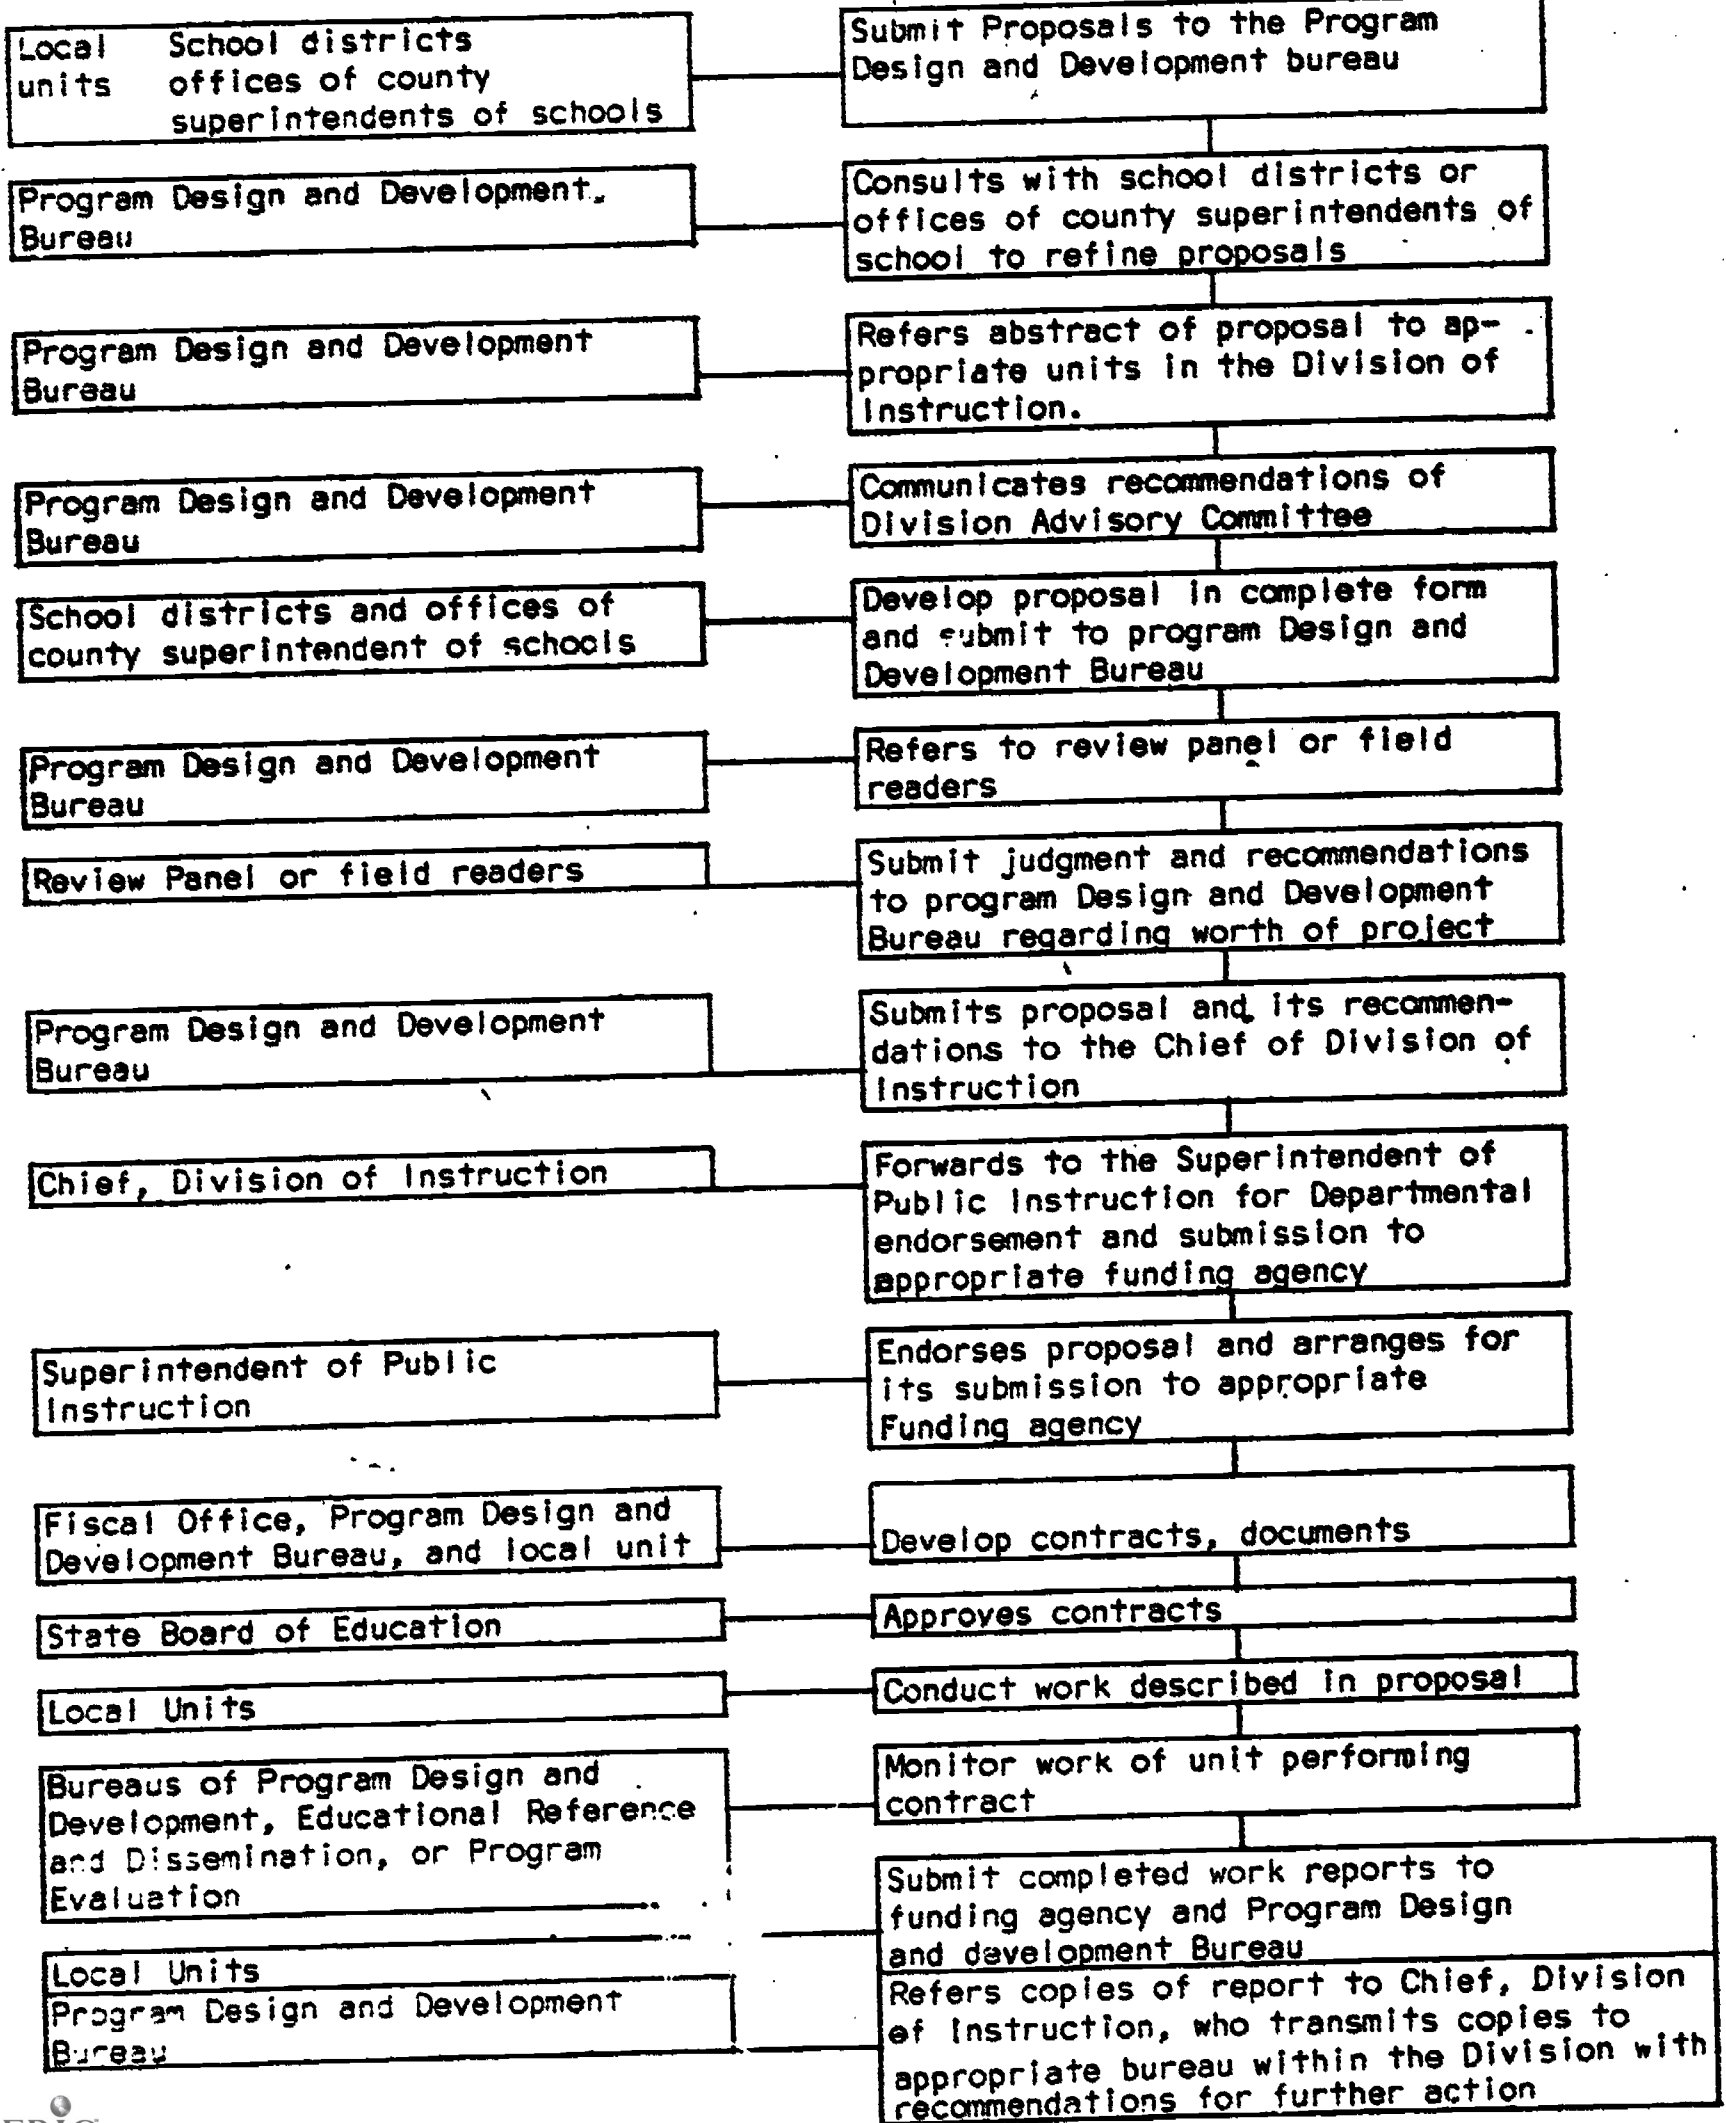 Local School districts
units offices of county
superintendents of schools
Submit Proposals to the Program
Design and Development bureau
Program Design and Development.
Bureau
Consults with school districts or
offices of county superintendents of
school to refine proposals
Program Design and Development
Bureau
Refers abstract of proposal to ap-
propriate units in the Division of
Instruction.
Program Design and Development
Bureau
Communicates recommendations of
Division Advisory Committee
School districts and offices of
county superintendent of schools
Develop proposal in complete form
and submit to program Design and
Development Bureau
Program Design and Development
Bureau
Refers to review panel or field
readers
Review Panel or field readers
Submit judgment and recommendations
to program Design and Development
Bureau regarding worth of project
Program Design and Development
Bureau
Submits proposal and its recommen-
dations to the Chief of Division of
Instruction
Chief, Division of Instruction
Forwards to the Superintendent of
Public Instruction for Departmental
endorsement and submission to
appropriate funding agency
Superintendent of Public
Instruction
Endorses proposal and arranges for
its submission to appropriate
Funding agency
Fiscal Office, Program Design and
Development Bureau, and local unit
Develop contracts, documents
State Board of Education
Approves contracts
Local Units
Conduct work described in proposal
Bureaus of Program Design and
Development, Educational Reference
and Dissemination, or Program
Evaluation
Monitor work of unit performing
contract
Local Units
Submit completed work reports to
funding agency and Program Design
and development Bureau
Program Design and Development
Bureau
Refers copies of report to Chief, Division
of Instruction, who transmits copies to
appropriate bureau within the Division with
recommendations for further action